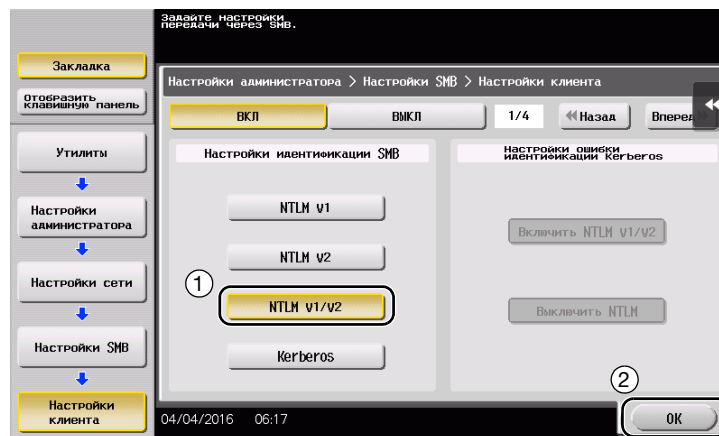 Задайте настройки
передачи через SMB.
Закладка
Отобразить
клавишную панель
Утилиты
Настройки
администратора
Настройки сети
Настройки SMB
Настройки
клиента
Настройки администратора > Настройки SMB > Настройки клиента
ВКЛ
ВЫКЛ
1/4
Назад
Вперед
Настройки идентификации SMB
NTLM v1
NTLM v2
1
NTLM v1/v2
Kerberos
Настройки ошибки
идентификации Kerberos
Включить NTLM v1/v2
Выключить NTLM
2
04/04/2016 06:17
OK